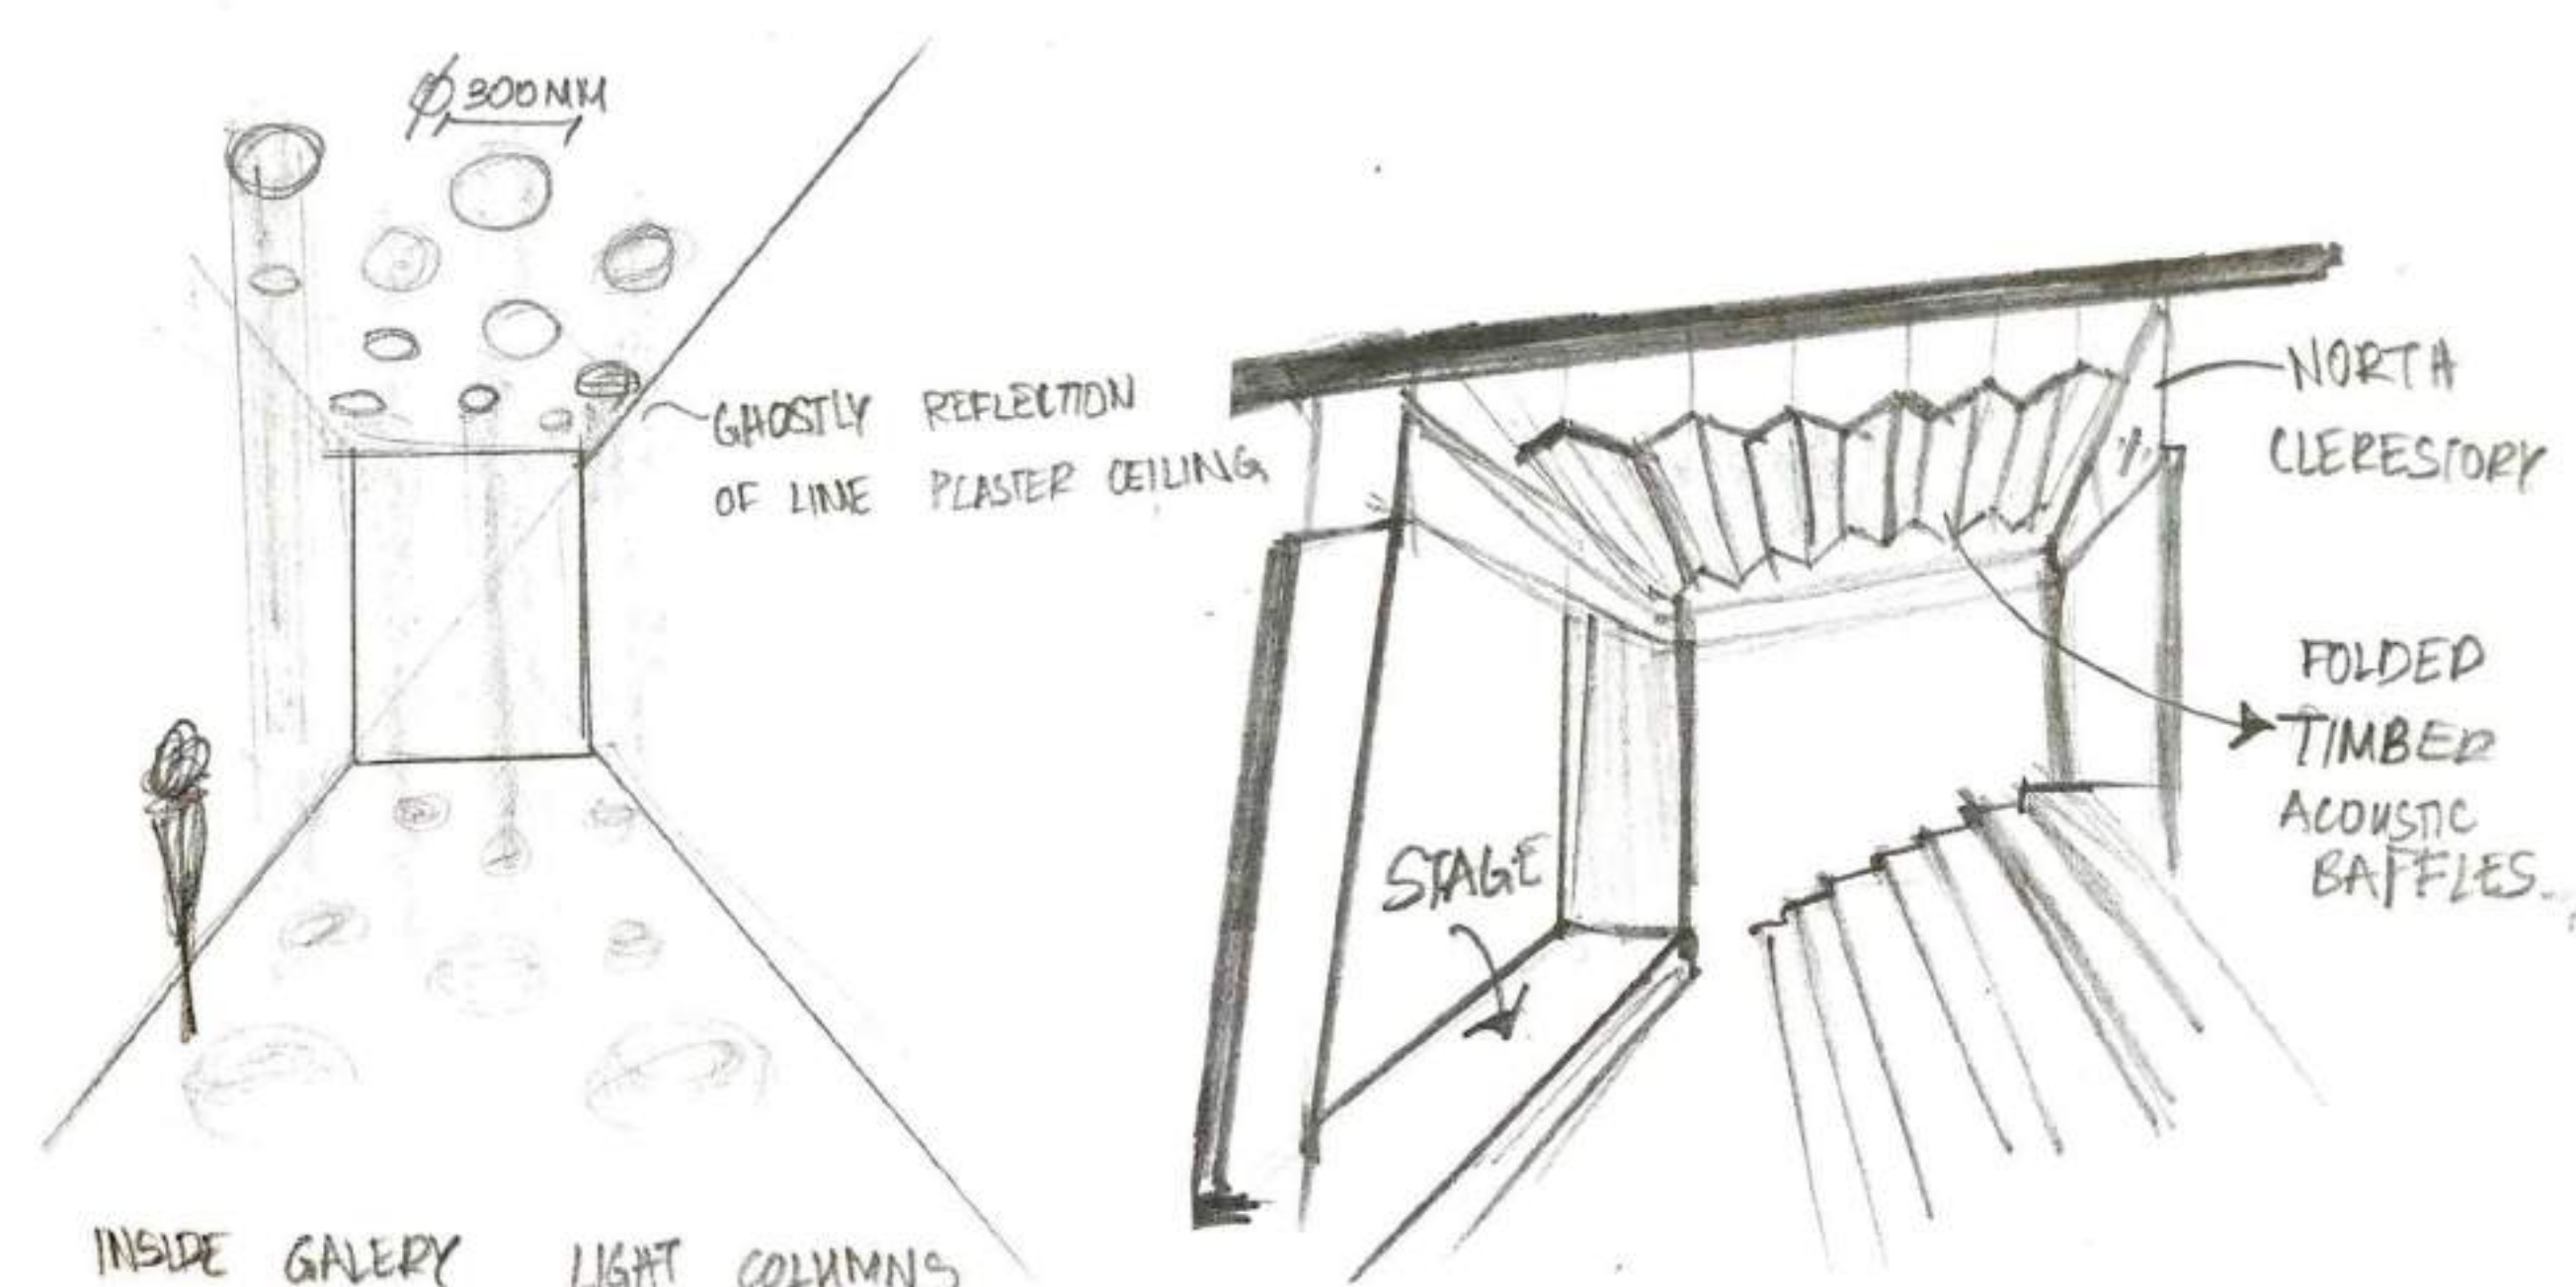 Ø 300MM
GHOSTLY REFLECTION
OF LINE PLASTER CEILING
INSIDE GALERY LIGHT COLUMNS
NORTH
CLERESTORY
FOLDED
TIMBER
ACOUSTIC
BAFFLES.
STAGE